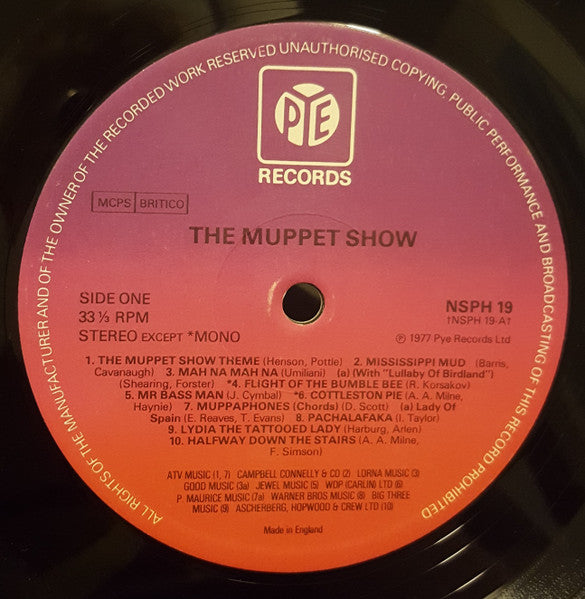 ALL RIGHTS OF THE MANUFACTURER AND OF THE OWNER OF THE RECORDED WORK RESERVED UNAUTHORISED COPYING, PUBLIC PERFORMANCE AND BROADCASTING OF THIS RECORD PROHIBITED
PYE
RECORDS
MCPS BRITICO
THE MUPPET SHOW
SIDE ONE
33⅓ RPM
STEREO EXCEPT *MONO
NSPH 19
1NSPH 19-A1
℗ 1977 Pye Records Ltd
1. THE MUPPET SHOW THEME (Henson, Pottle) 2. MISSISSIPPI MUD (Barris,
Cavanaugh) 3. MAH NA MAH NA (Umiliani) (a) (With "Lullaby Of Birdland")
(Shearing, Forster) *4. FLIGHT OF THE BUMBLE BEE (R. Korsakov)
5. MR BASS MAN (J. Cymbal) *6. COTTLESTON PIE (A. A. Milne,
Haynie) 7. MUPPAPHONES (Chords) (D. Scott) (a) Lady Of
Spain (E. Reaves, T. Evans) 8. PACHALAFAKA (I. Taylor)
9. LYDIA THE TATTOOED LADY (Harburg, Arlen)
10. HALFWAY DOWN THE STAIRS (A. A. Milne,
F. Simson)
ATV MUSIC (1, 7) CAMPBELL CONNELLY & CO (2) LORNA MUSIC (3)
GOOD MUSIC (3a) JEWEL MUSIC (5) WDP (CARLIN) LTD (6)
P. MAURICE MUSIC (7a) WARNER BROS MUSIC (8) BIG THREE
MUSIC (9) ASCHERBERG, HOPWOOD & CREW LTD (10)
Made in England